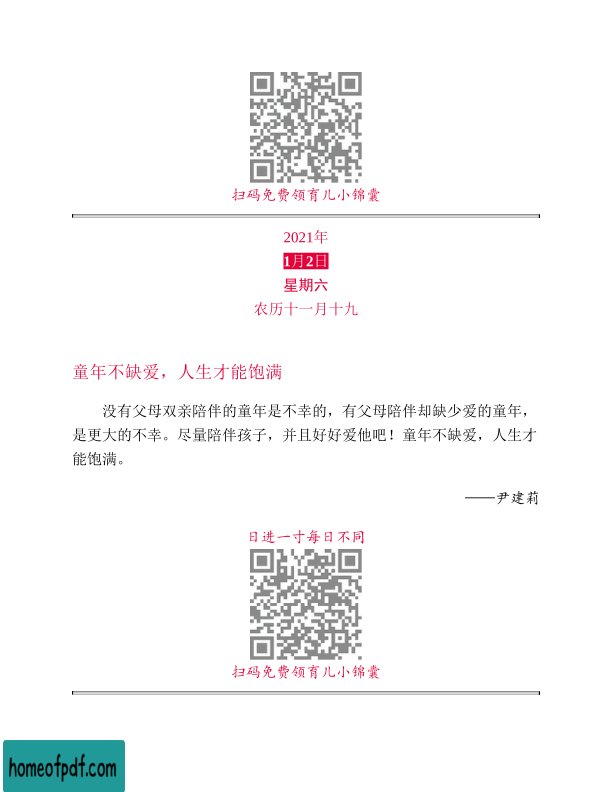 扫码免费领育儿小锦囊
2021年
1月2日
星期六
农历十一月十九
童年不缺爱，人生才能饱满
没有父母双亲陪伴的童年是不幸的，有父母陪伴却缺少爱的童年，
是更大的不幸。尽量陪伴孩子，并且好好爱他吧！童年不缺爱，人生才
能饱满。
——尹建莉
日进一寸每日不同
扫码免费领育儿小锦囊
homeofpdf.com